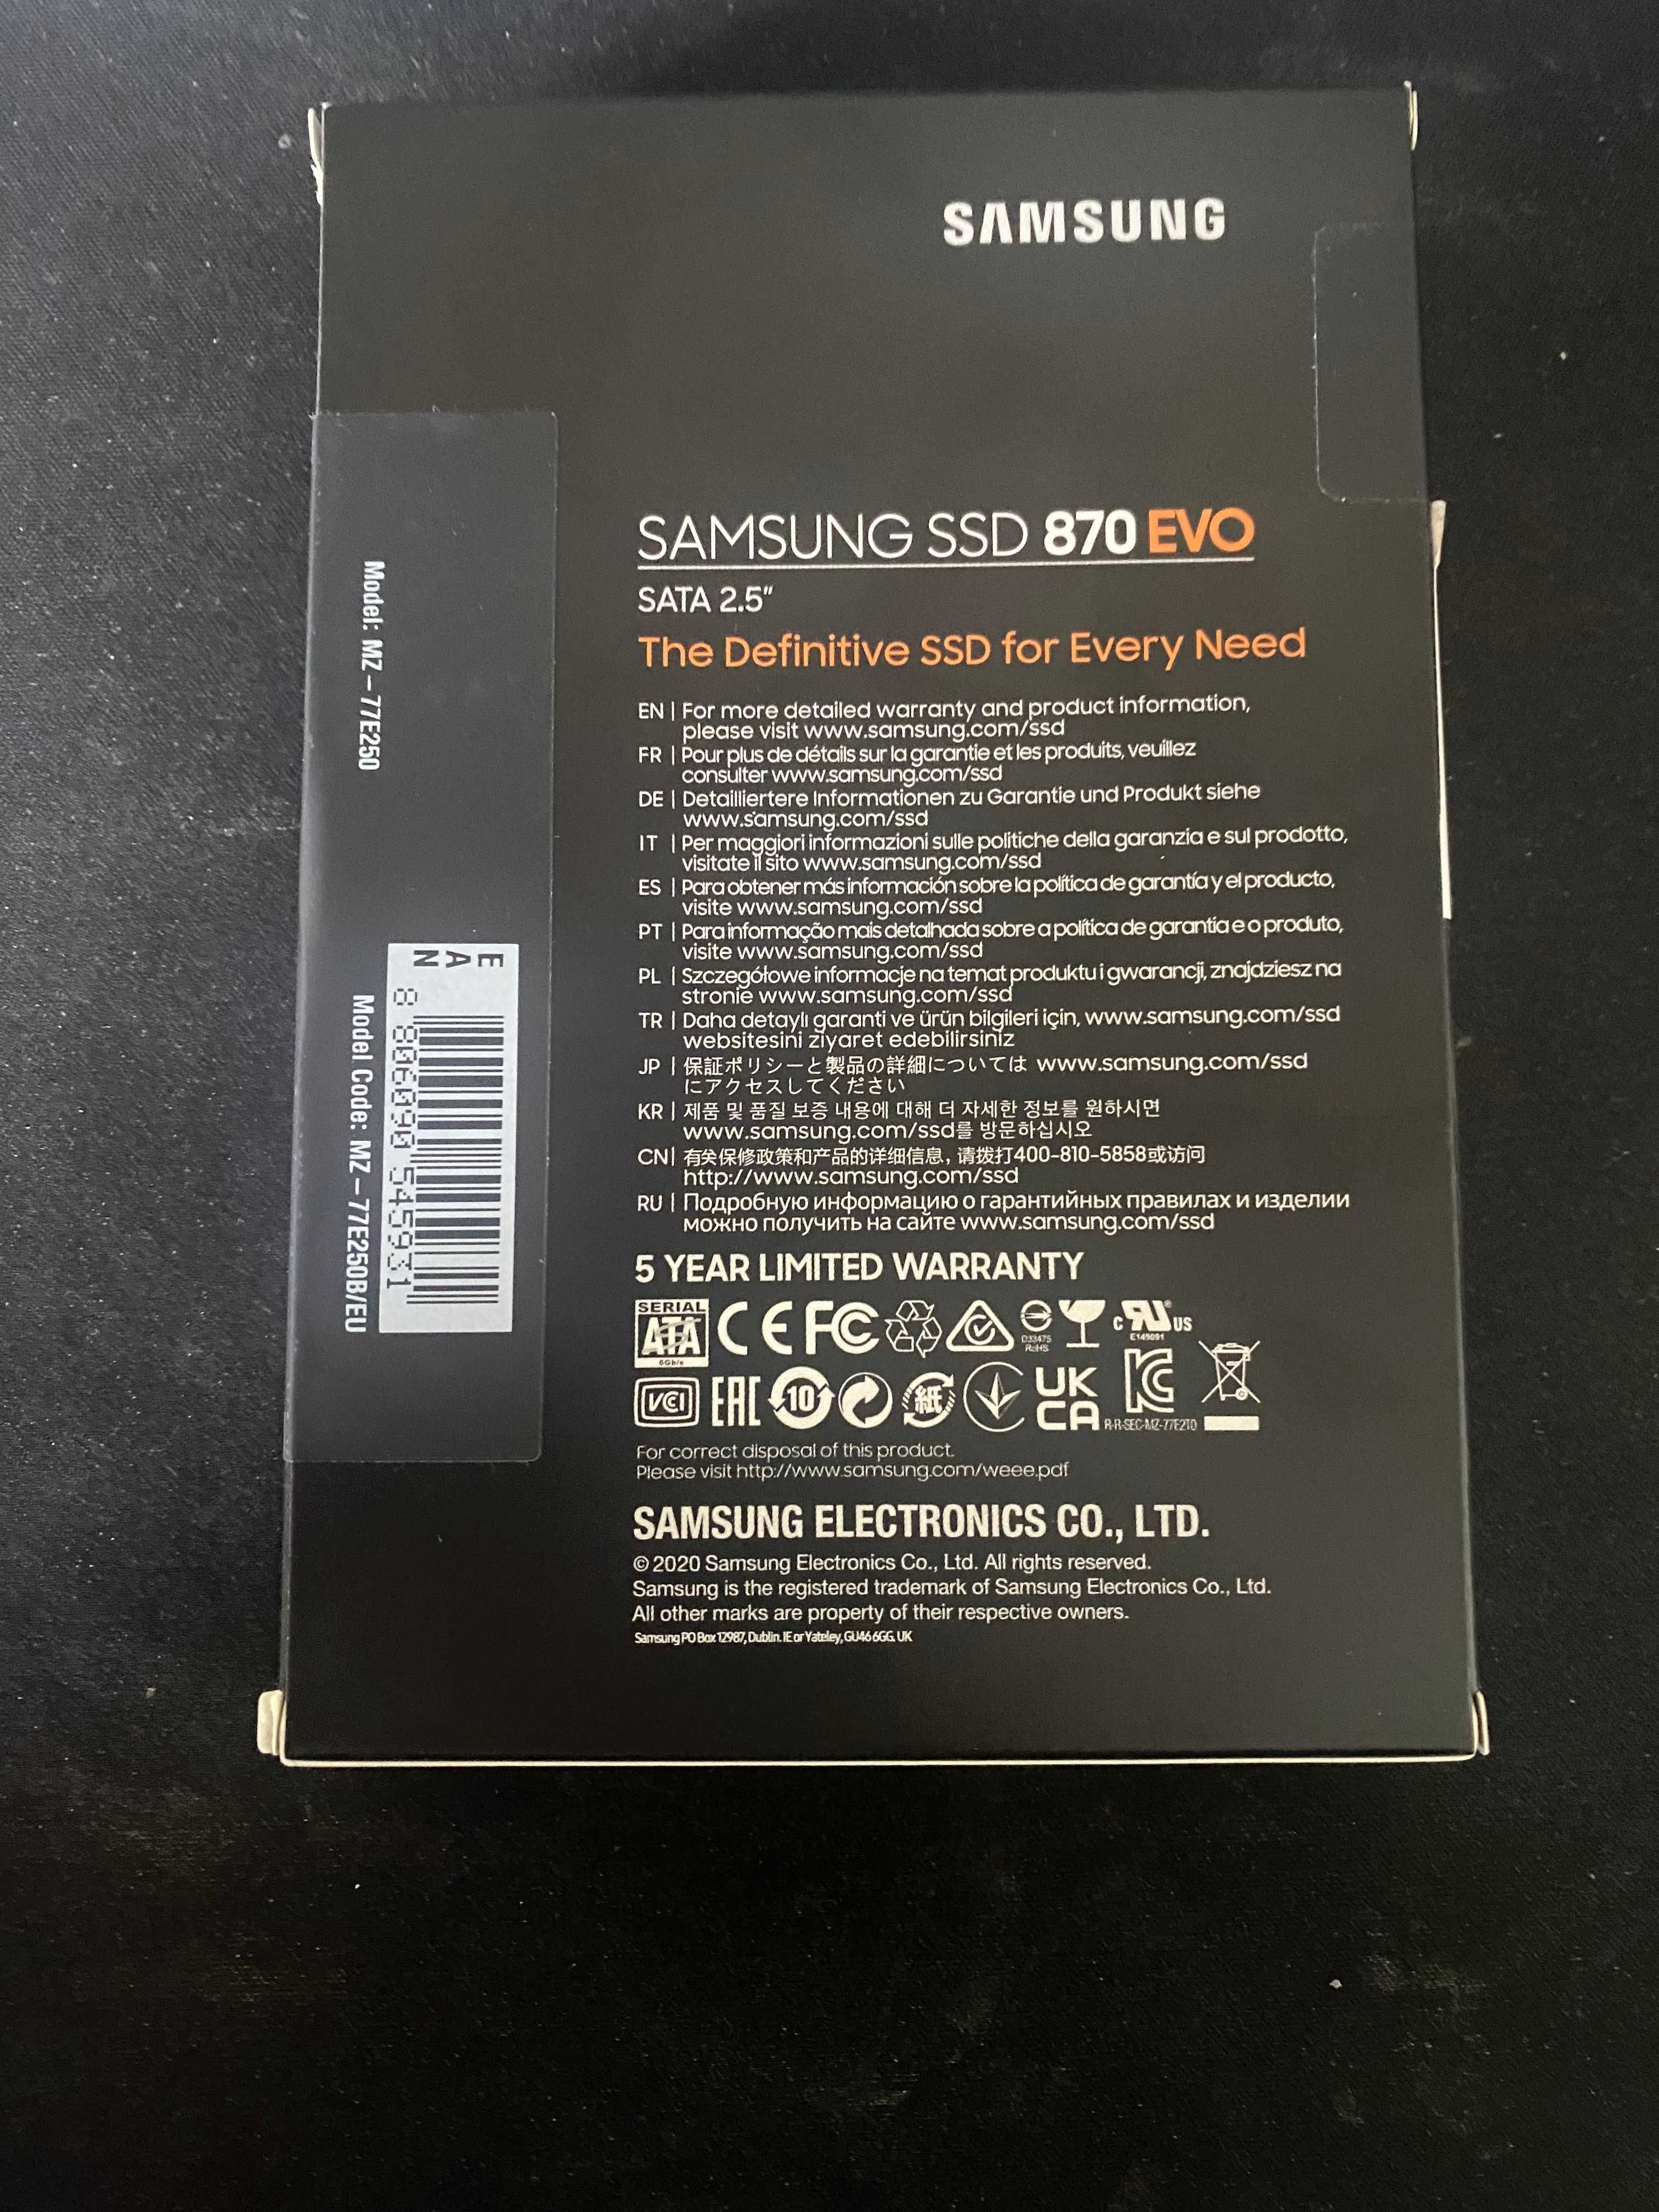 SAMSUNG
SAMSUNG SSD 870 EVO
SATA 2.5"
The Definitive SSD for Every Need
EN | For more detailed warranty and product information,
please visit www.samsung.com/ssd
FR | Pour plus de détails sur la garantie et les produits, veuillez
consulter www.samsung.com/ssd
DE | Detailliertere Informationen zu Garantie und Produkt siehe
www.samsung.com/ssd
IT | Per maggiori informazioni sulle politiche della garanzia e sul prodotto,
visitate il sito www.samsung.com/ssd
ES | Para obtener más información sobre la política de garantía y el producto,
visite www.samsung.com/ssd
PT | Para informação mais detalhada sobre a política de garantia e o produto,
visite www.samsung.com/ssd
PL | Szczegółowe informacje na temat produktu i gwarancji, znajdziesz na
stronie www.samsung.com/ssd
TR | Daha detaylı garanti ve ürün bilgileri için, www.samsung.com/ssd
websitesini ziyaret edebilirsiniz
JP | 保証ポリシーと製品の詳細については www.samsung.com/ssd
にアクセスしてください
KR | 제품 및 품질 보증 내용에 대해 더 자세한 정보를 원하시면
www.samsung.com/ssd를 방문하십시오
CN | 有关保修政策和产品的详细信息, 请拨打400-810-5858或访问
http://www.samsung.com/ssd
RU | Подробную информацию о гарантийных правилах и изделии
можно получить на сайте www.samsung.com/ssd
5 YEAR LIMITED WARRANTY
SERIAL
ATA
6Gb/s
CE FC
D33475
RoHS
c RU US
E149091
VCI
EAC
10
紙
UK
CA
KC
R-R-SEC-MZ-77E2T0
For correct disposal of this product.
Please visit http://www.samsung.com/weee.pdf
SAMSUNG ELECTRONICS CO., LTD.
© 2020 Samsung Electronics Co., Ltd. All rights reserved.
Samsung is the registered trademark of Samsung Electronics Co., Ltd.
All other marks are property of their respective owners.
Samsung PO Box 12987, Dublin. IE or Yateley, GU46 6GG. UK
Model: MZ-77E250
Model Code: MZ-77E250B/EU
EAN
8 806090 545931